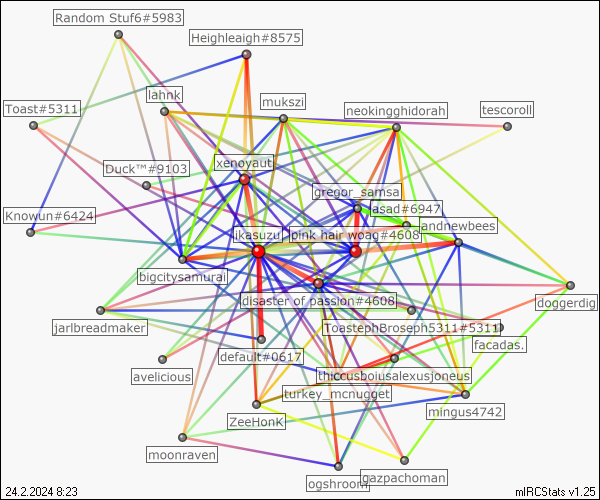 Random Stuf6#5983
Heighleigh#8575
Toast#5311
lahnk
mukszi
neokingghidorah
tescoroll
Duck™#9103
xenoyaut
gregor_samsa
Knowun#6424
asad#6947
andnewbees
ikasuzu
pink hair woag#4608
bigcitysamurai
disaster of passion#4608
doggerdig
jarlbreadmaker
ToastephBroseph5311#5311
facadas.
default#0617
avelicious
thiccusboiusalexusjoneus
turkey_mcnugget
ZeeHonK
mingus4742
moonraven
ogshroom
gazpachoman
24.2.2024 8:23
mIRCStats v1.25